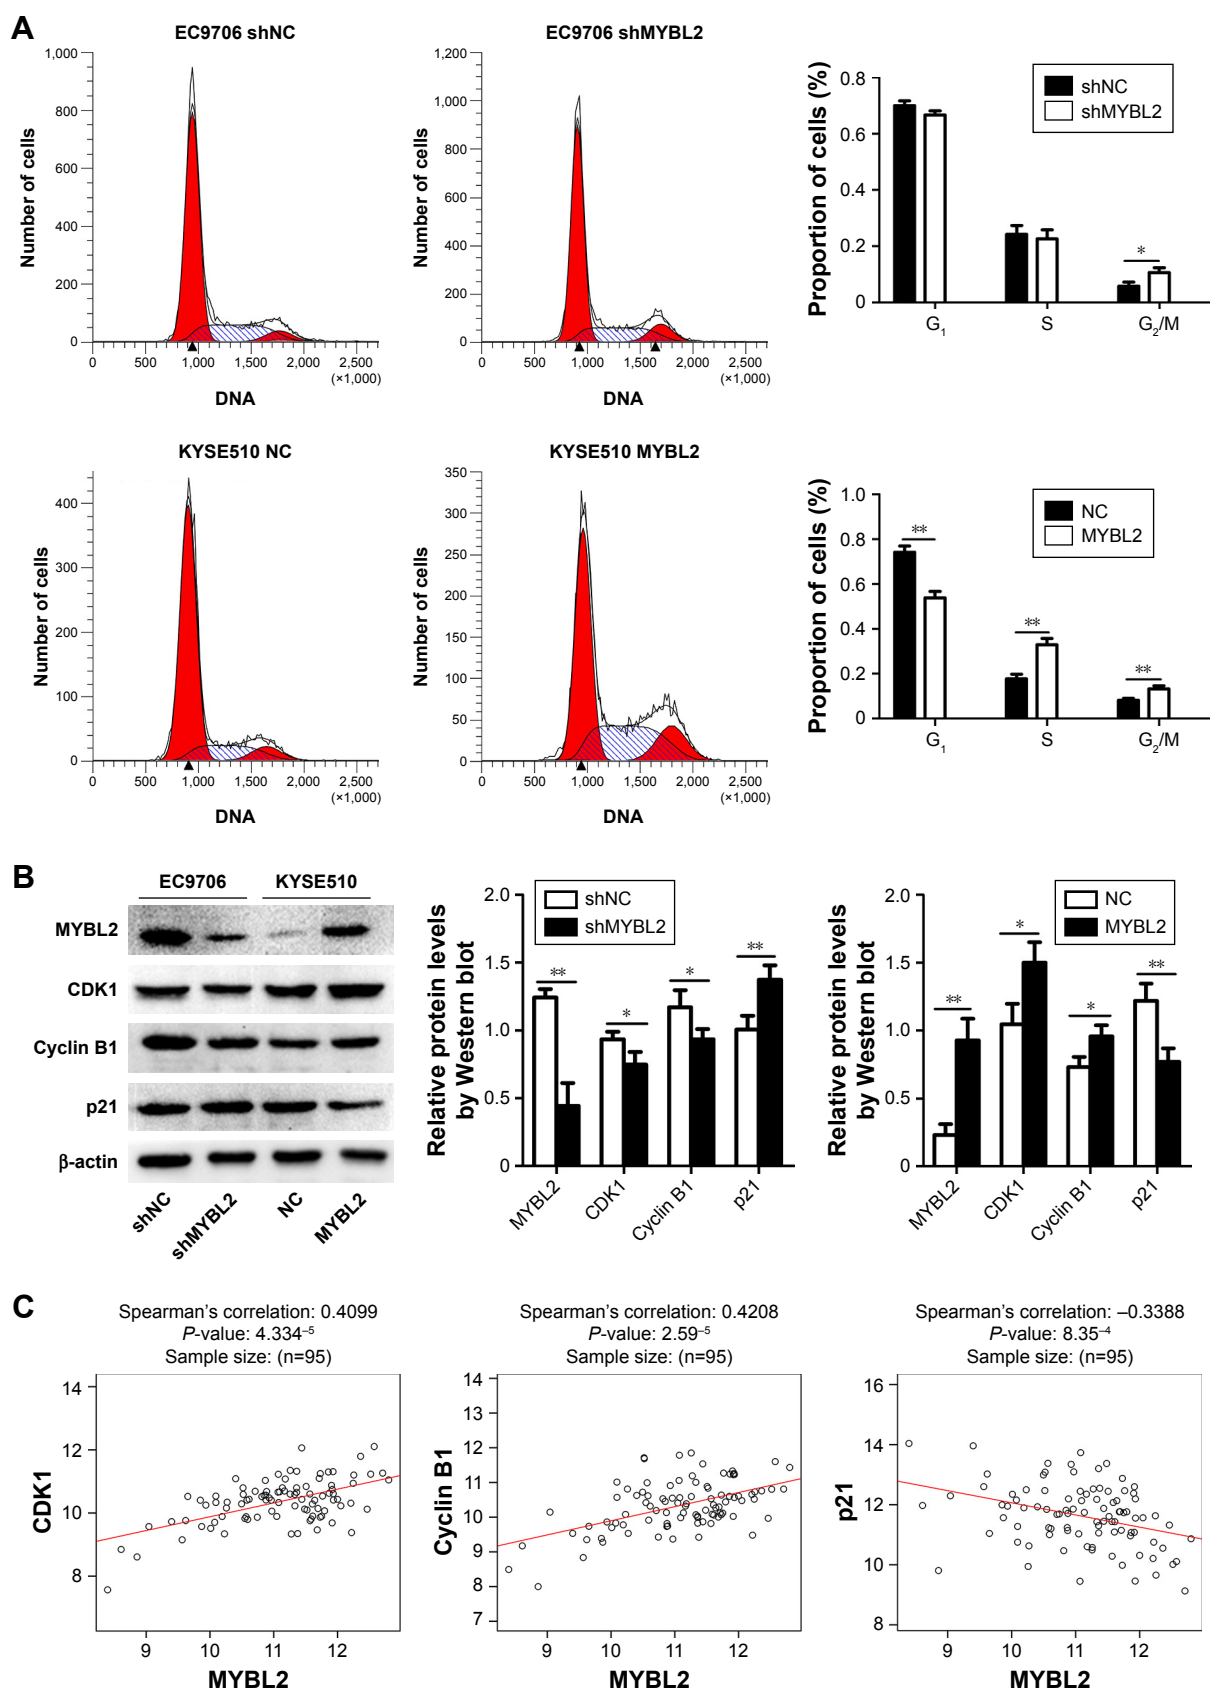 A
EC9706 shNC
1,000
800
600
400
200
0
Number of cells
0 500 1,000 1,500 2,000 2,500
(×1,000)
DNA
EC9706 shMYBL2
1,200
1,000
800
600
400
200
0
Number of cells
0 500 1,000 1,500 2,000 2,500
(×1,000)
DNA
Proportion of cells (%)
0.8
0.6
0.4
0.2
0
shNC
shMYBL2
*
G₁ S G₂/M
KYSE510 NC
400
300
200
100
0
Number of cells
0 500 1,000 1,500 2,000 2,500
(×1,000)
DNA
KYSE510 MYBL2
350
300
250
200
150
100
50
0
Number of cells
0 500 1,000 1,500 2,000 2,500
(×1,000)
DNA
Proportion of cells (%)
1.0
0.8
0.6
0.4
0.2
0
NC
MYBL2
**
**
**
G₁ S G₂/M
B
EC9706 KYSE510
MYBL2
CDK1
Cyclin B1
p21
β-actin
shNC shMYBL2 NC MYBL2
Relative protein levels
by Western blot
2.0
1.5
1.0
0.5
0
shNC
shMYBL2
** * * **
MYBL2 CDK1 Cyclin B1 p21
Relative protein levels
by Western blot
2.0
1.5
1.0
0.5
0
NC
MYBL2
** * * **
MYBL2 CDK1 Cyclin B1 p21
C
Spearman's correlation: 0.4099
P-value: 4.334⁻⁵
Sample size: (n=95)
CDK1
14
12
10
8
9 10 11 12
MYBL2
Spearman's correlation: 0.4208
P-value: 2.59⁻⁵
Sample size: (n=95)
Cyclin B1
14
13
12
11
10
9
8
7
9 10 11 12
MYBL2
Spearman's correlation: –0.3388
P-value: 8.35⁻⁴
Sample size: (n=95)
p21
16
14
12
10
8
9 10 11 12
MYBL2